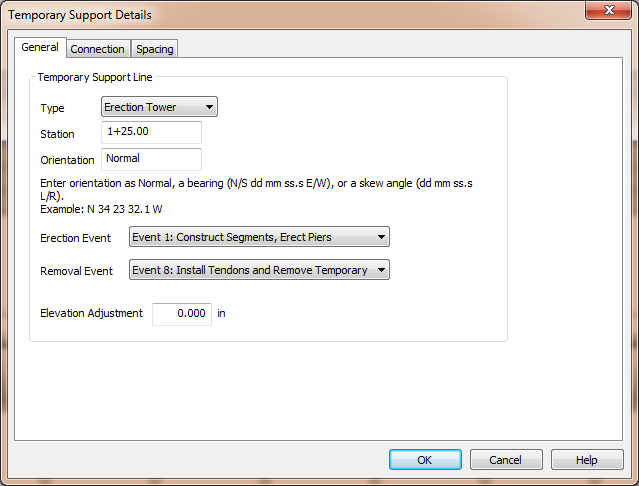 Temporary Support Details
General Connection Spacing
Temporary Support Line
Type Erection Tower
Station 1+25.00
Orientation Normal
Enter orientation as Normal, a bearing (N/S dd mm ss.s E/W), or a skew angle (dd mm ss.s
L/R).
Example: N 34 23 32.1 W
Erection Event Event 1: Construct Segments, Erect Piers
Removal Event Event 8: Install Tendons and Remove Temporary
Elevation Adjustment 0.000 in
OK Cancel Help